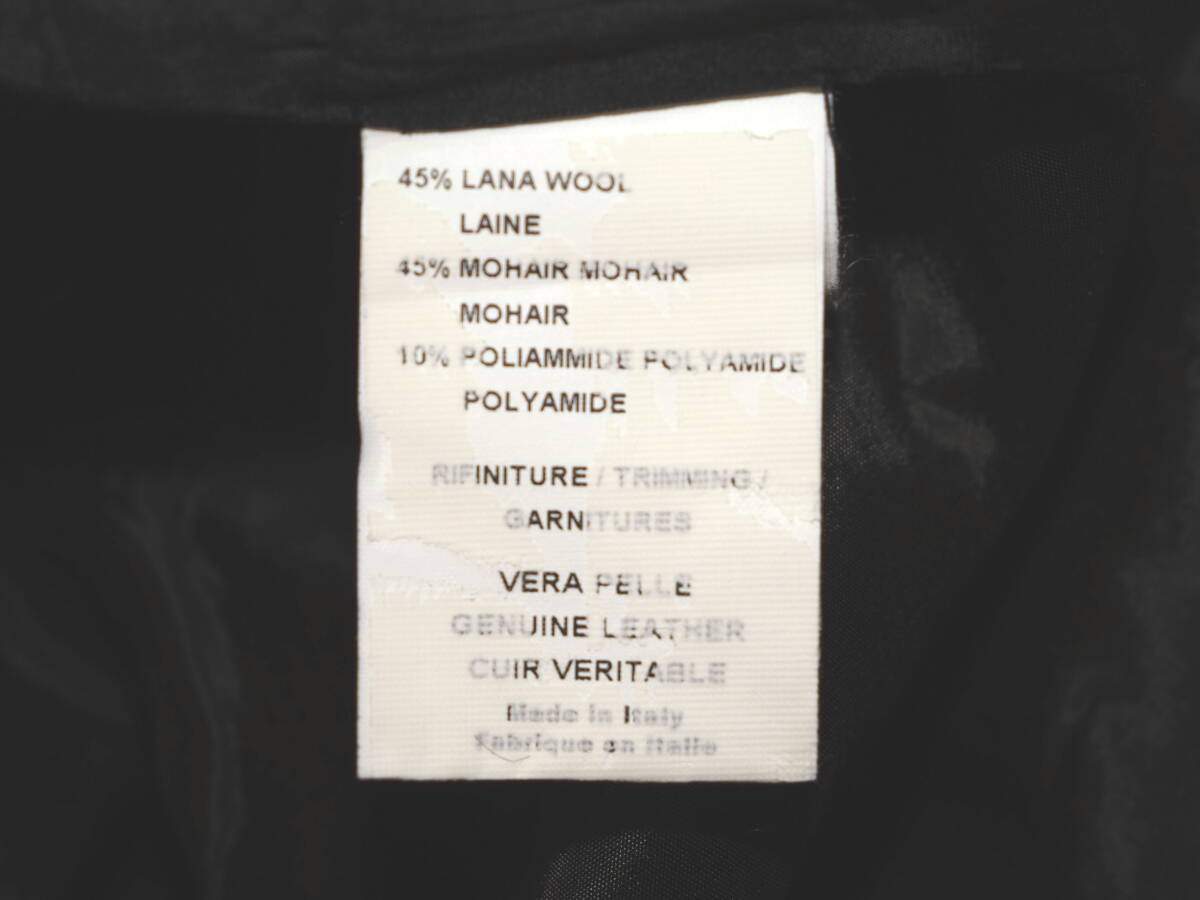 45% LANA WOOL
LAINE
45% MOHAIR MOHAIR
MOHAIR
10% POLIAMMIDE POLYAMIDE
POLYAMIDE
RIFINITURE / TRIMMING /
GARNITURES
VERA PELLE
GENUINE LEATHER
CUIR VERITABLE
Made in Italy
Fabrique en Italie